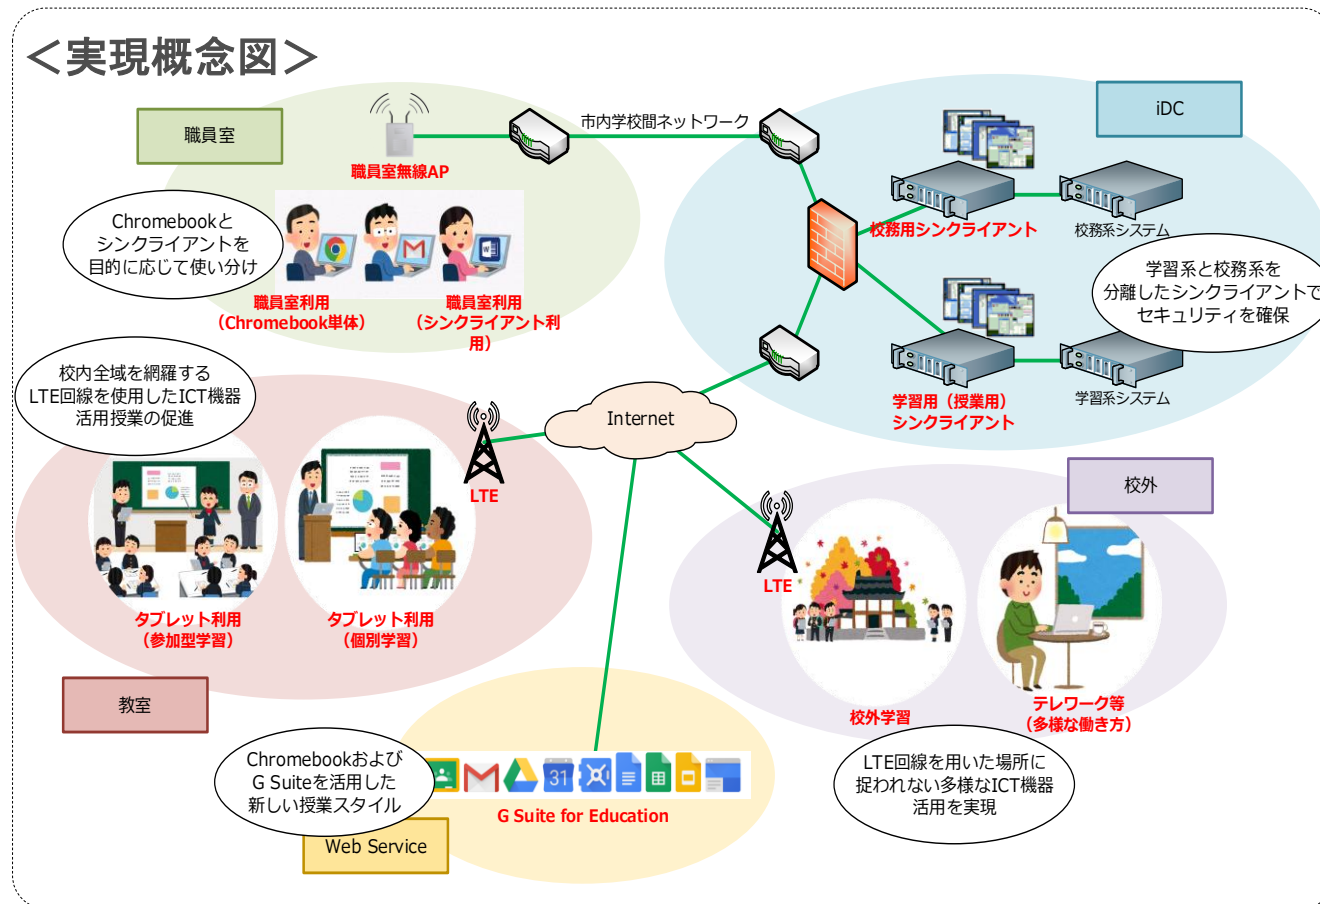 ＜実現概念図＞
職員室
職員室無線AP
市内学校間ネットワーク
iDC
Chromebookと
シンクライアントを
目的に応じて使い分け
職員室利用
（Chromebook単体）
職員室利用
（シンクライアント利
用）
校務用シンクライアント
校務系システム
学習系と校務系を
分離したシンクライアントで
セキュリティを確保
学習用（授業用）
シンクライアント
学習系システム
校内全域を網羅する
LTE回線を使用したICT機器
活用授業の促進
LTE
Internet
タブレット利用
（参加型学習）
タブレット利用
（個別学習）
教室
校外
LTE
校外学習
テレワーク等
（多様な働き方）
LTE回線を用いた場所に
捉われない多様なICT機器
活用を実現
Chromebookおよび
G Suiteを活用した
新しい授業スタイル
31
G Suite for Education
Web Service